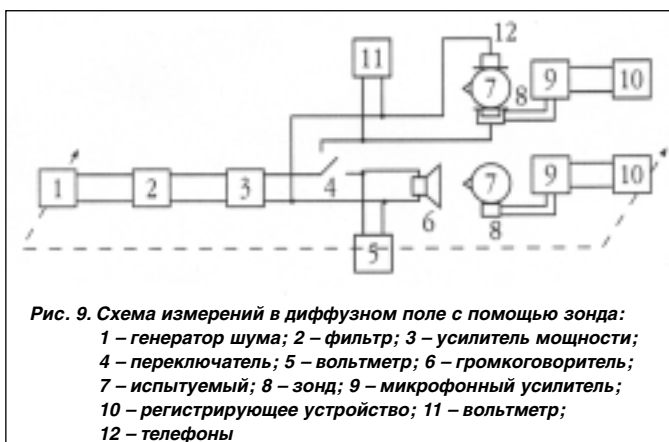 12
11
7
9
10
8
1
2
3
4
6
7
9
10
8
5
Рис. 9. Схема измерений в диффузном поле с помощью зонда:
1 – генератор шума; 2 – фильтр; 3 – усилитель мощности;
4 – переключатель; 5 – вольтметр; 6 – громкоговоритель;
7 – испытуемый; 8 – зонд; 9 – микрофонный усилитель;
10 – регистрирующее устройство; 11 – вольтметр;
12 – телефоны